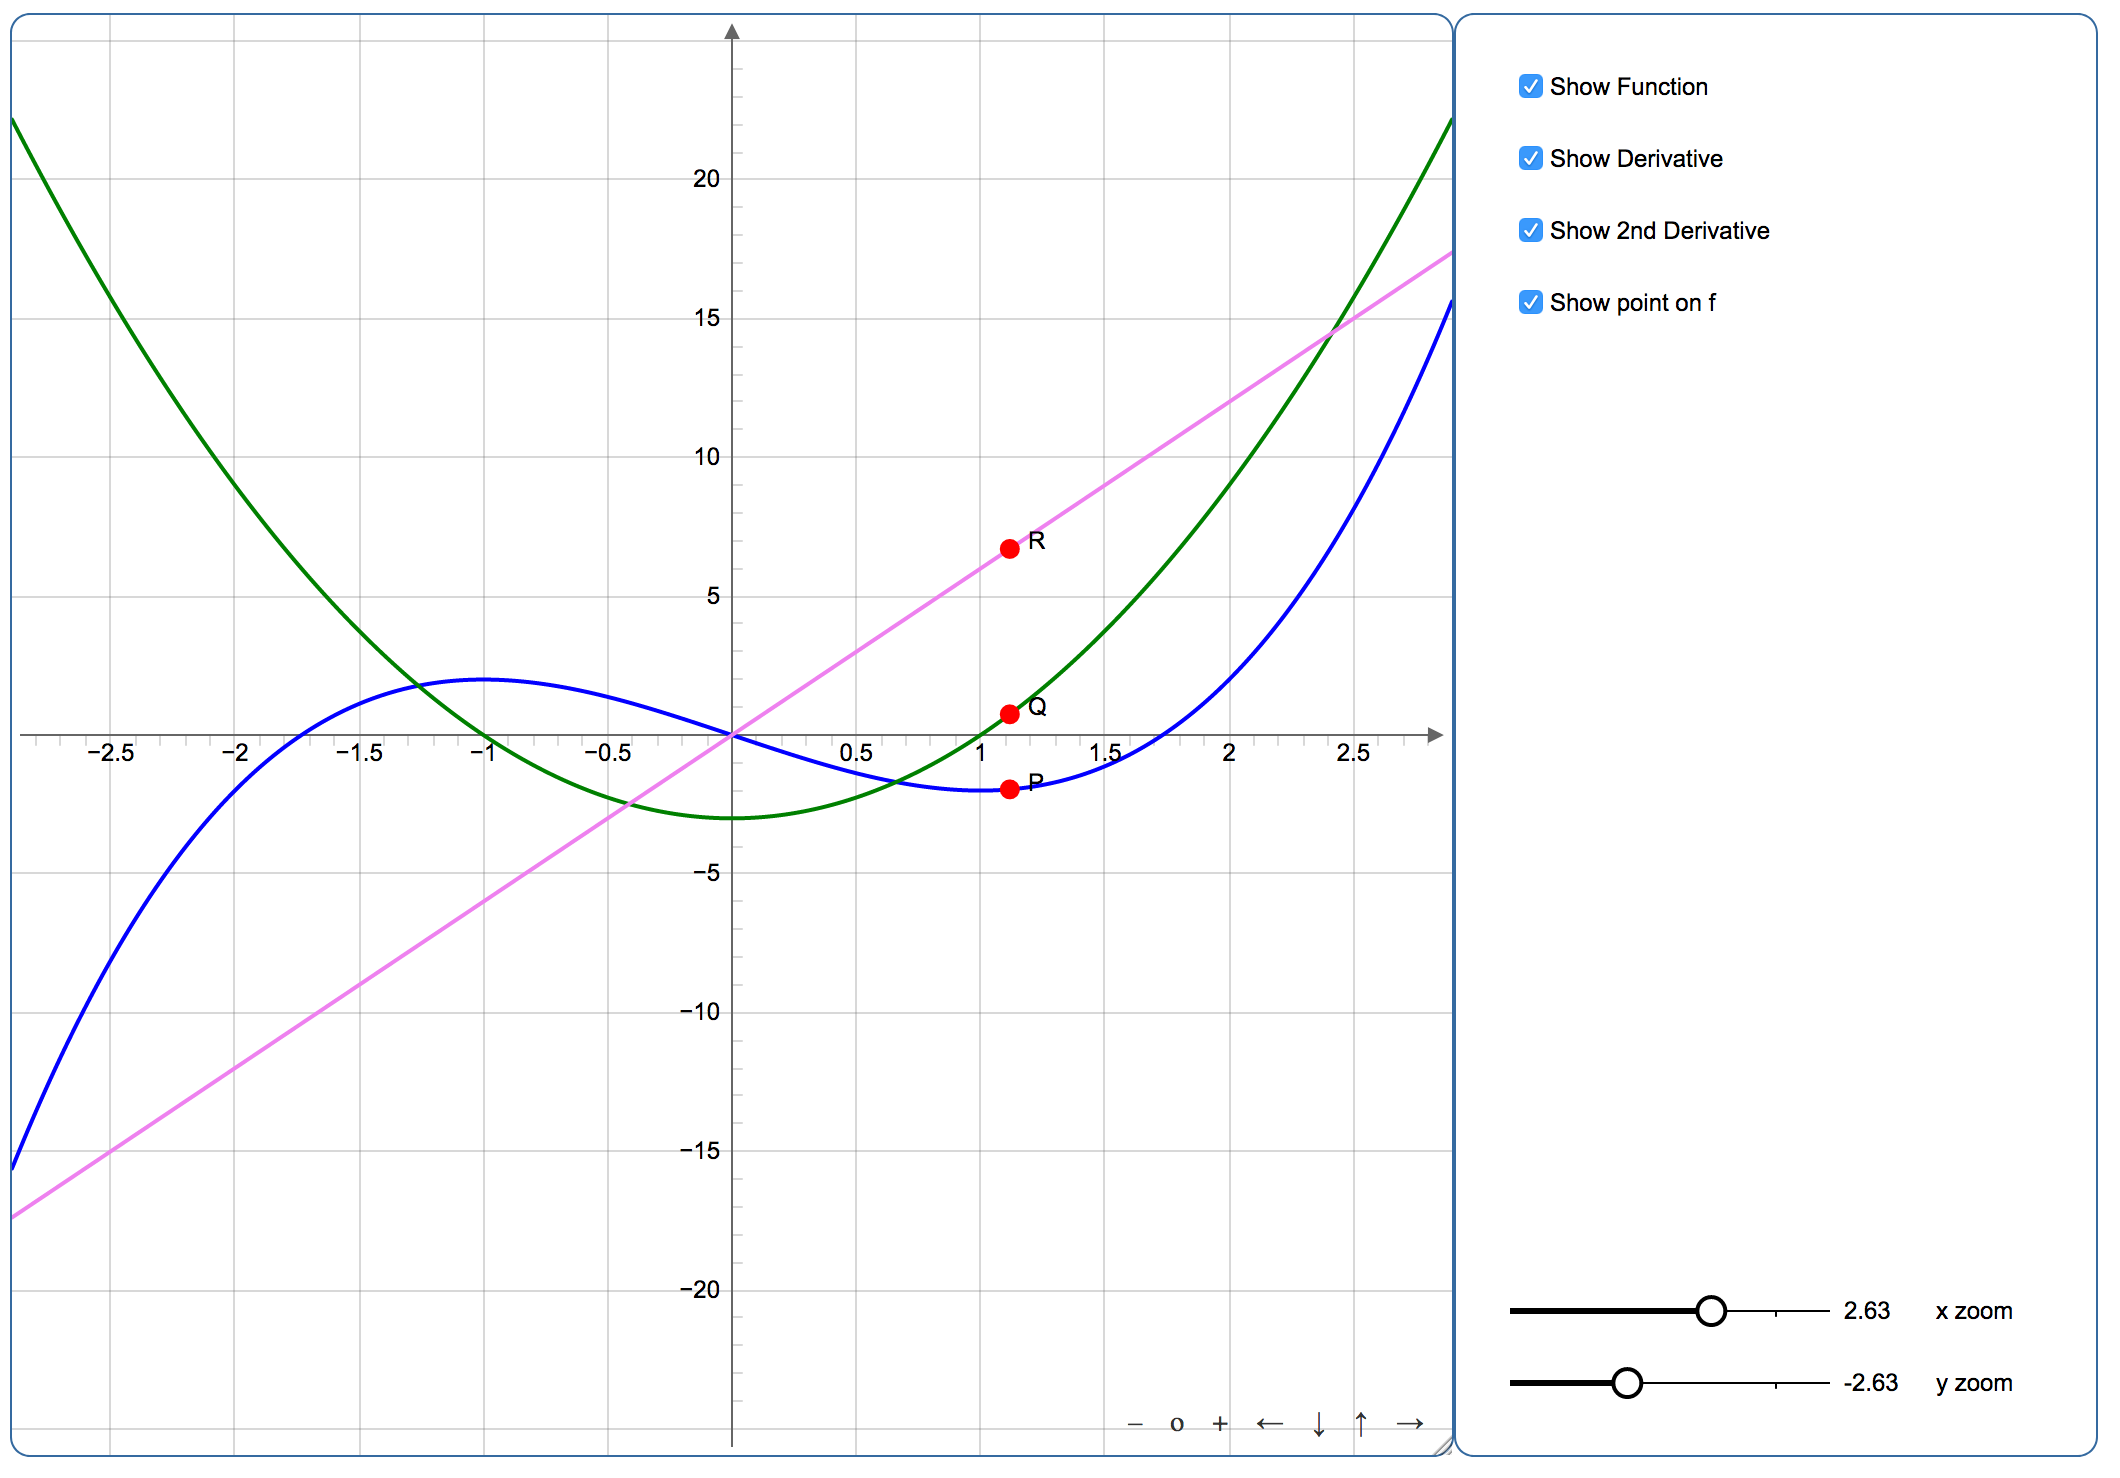 Show Function
Show Derivative
Show 2nd Derivative
Show point on f
20
15
10
5
−5
−10
−15
−20
−2.5 −2 −1.5 −1 −0.5 0.5 1 1.5 2 2.5
R
Q
P
2.63 x zoom
-2.63 y zoom
– o + ← ↓ ↑ →